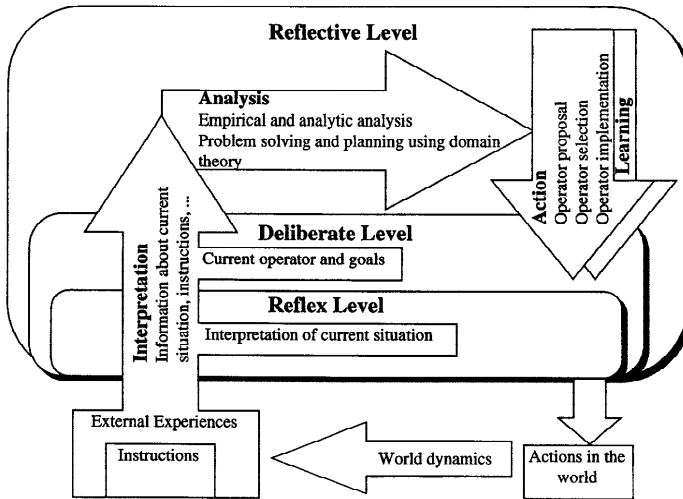 Reflective Level
Analysis
Empirical and analytic analysis
Problem solving and planning using domain
theory
Action
Operator proposal
Operator selection
Operator implementation
Learning
Interpretation
Information about current
situation, instructions, ...
Deliberate Level
Current operator and goals
Reflex Level
Interpretation of current situation
External Experiences
Instructions
World dynamics
Actions in the
world